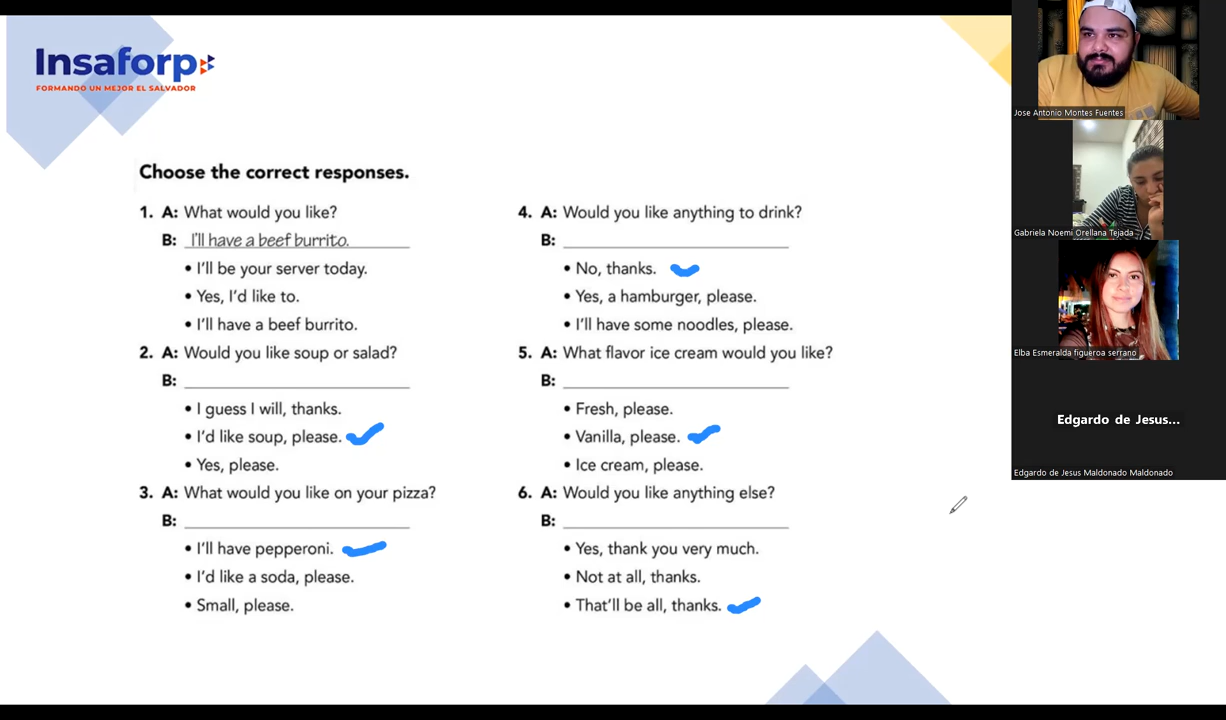 Insaforp
FORMANDO UN MEJOR EL SALVADOR
Choose the correct responses.
1. A: What would you like?
B: I'll have a beef burrito.
• I'll be your server today.
• Yes, I'd like to.
• I'll have a beef burrito.
2. A: Would you like soup or salad?
B:
• I guess I will, thanks.
• I'd like soup, please.
• Yes, please.
3. A: What would you like on your pizza?
B:
• I'll have pepperoni.
• I'd like a soda, please.
• Small, please.
4. A: Would you like anything to drink?
B:
• No, thanks.
• Yes, a hamburger, please.
• I'll have some noodles, please.
5. A: What flavor ice cream would you like?
B:
• Fresh, please.
• Vanilla, please.
• Ice cream, please.
6. A: Would you like anything else?
B:
• Yes, thank you very much.
• Not at all, thanks.
• That'll be all, thanks.
Jose Antonio Montes Fuentes
Gabriela Noemi Orellana Tejada
Elba Esmeralda figueroa serrano
Edgardo de Jesus...
Edgardo de Jesus Maldonado Maldonado